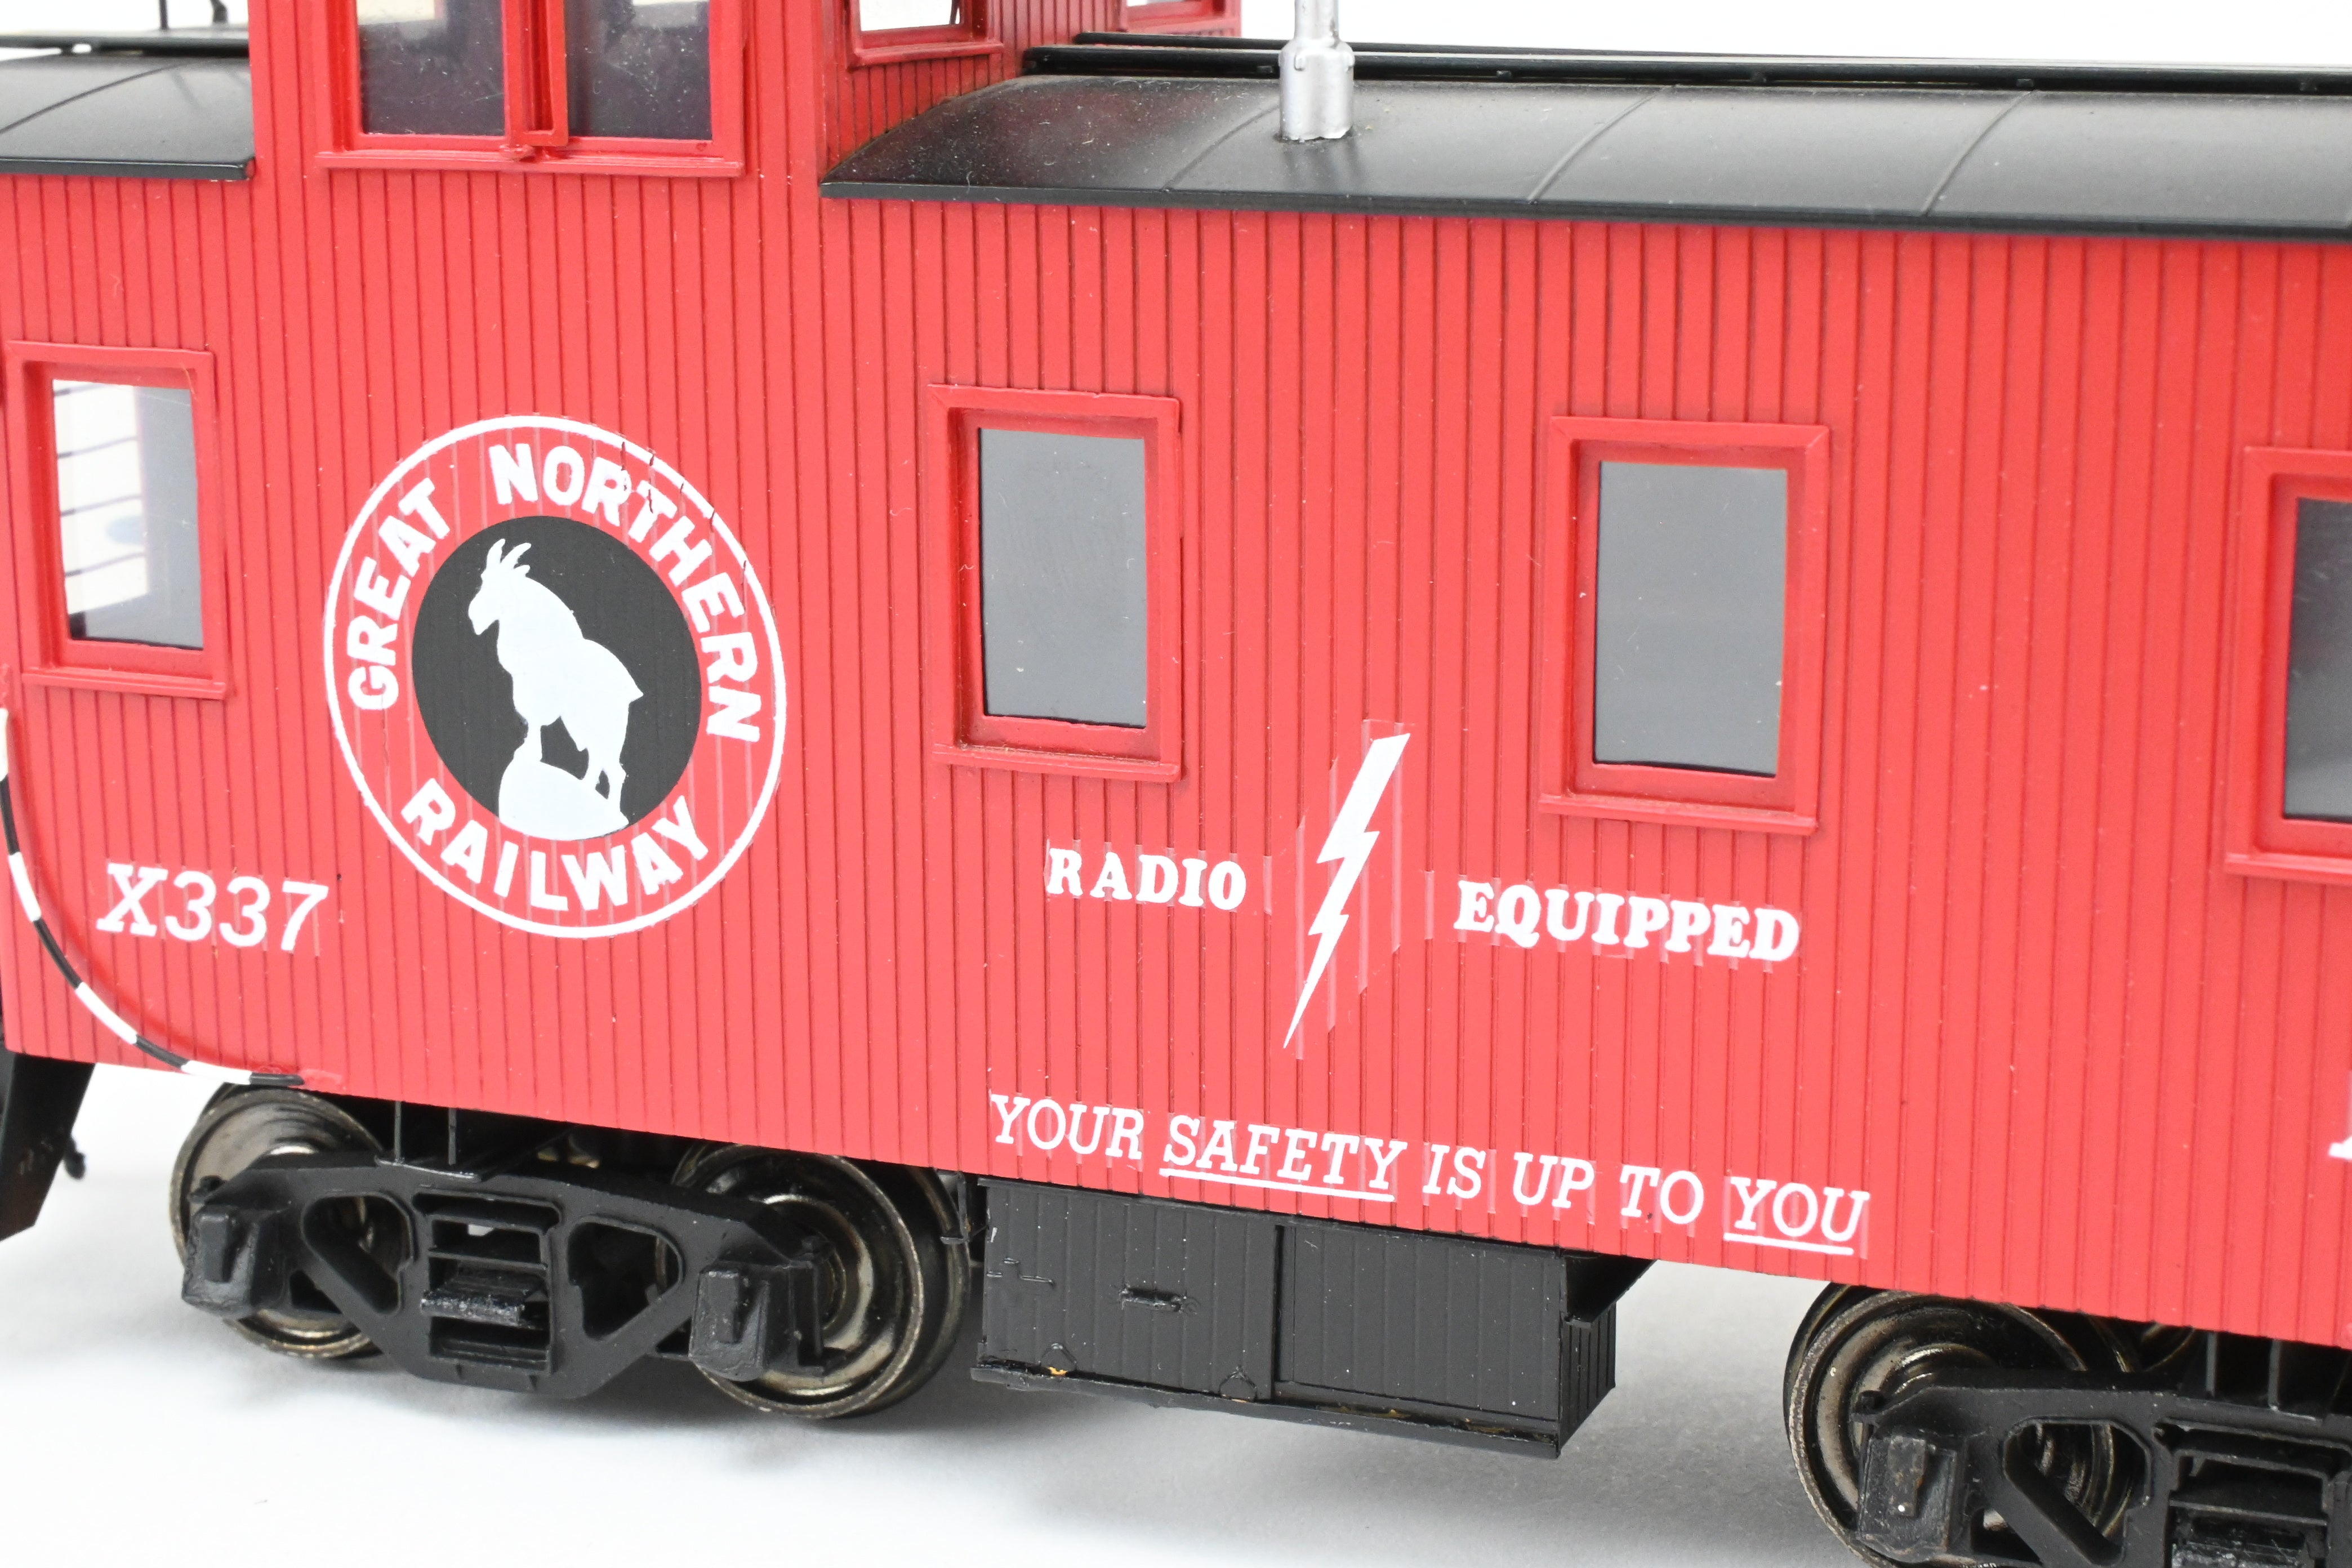 GREAT NORTHERN
RAILWAY
X337
RADIO EQUIPPED
YOUR SAFETY IS UP TO YOU